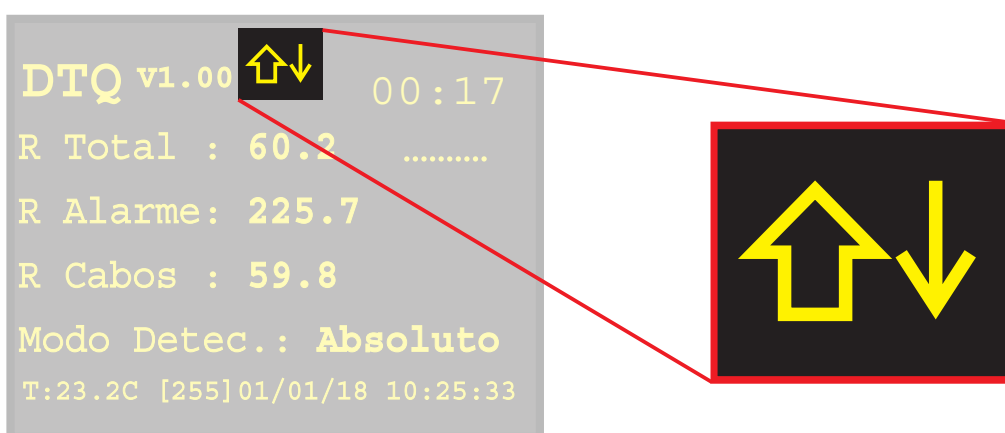 DTQ V1.00 00:17
R Total : 60.2 ..........
R Alarme: 225.7
R Cabos : 59.8
Modo Detec.: Absoluto
T:23.2C [255]01/01/18 10:25:33